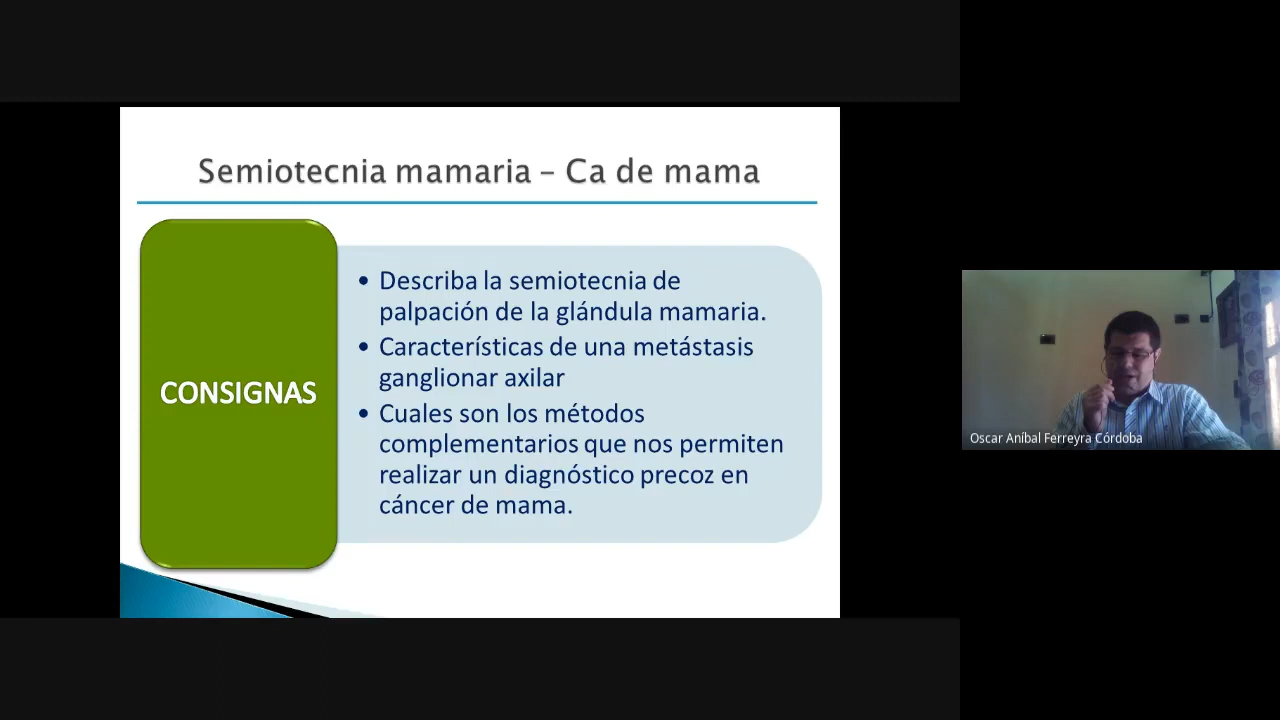 Semiotecnia mamaria – Ca de mama
CONSIGNAS
• Describa la semiotecnia de
palpación de la glándula mamaria.
• Características de una metástasis
ganglionar axilar
• Cuales son los métodos
complementarios que nos permiten
realizar un diagnóstico precoz en
cáncer de mama.
Oscar Aníbal Ferreyra Córdoba